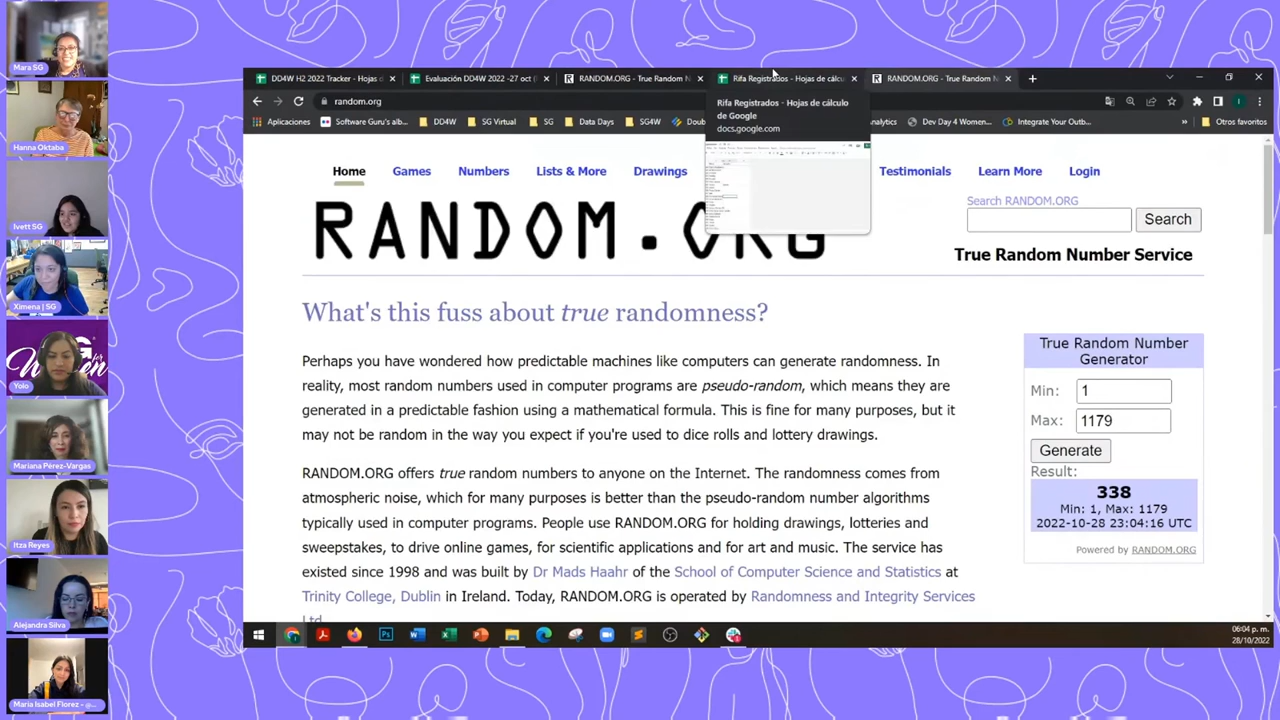 Mara SG
Hanna Oktaba
Ivett SG
Ximena | SG
Yolo
Mariana Pérez-Vargas
Itza Reyes
Alejandra Silva
María Isabel Florez - @...
DD4W H2 2022 Tracker - Hojas d
Evaluación DD4W 2022 -27 oct (
RANDOM.ORG - True Random N
Rifa Registrados - Hojas de cálcu
RANDOM.ORG - True Random N
random.org
Rifa Registrados - Hojas de cálculo
de Google
docs.google.com
Aplicaciones
Software Guru's alb...
DD4W
SG Virtual
SG
Data Days
SG4W
Doub
Analytics
Dev Day 4 Women...
Integrate Your Outb...
Otros favoritos
Home
Games
Numbers
Lists & More
Drawings
Testimonials
Learn More
Login
RANDOM.ORG
Search RANDOM.ORG
Search
True Random Number Service
What's this fuss about true randomness?
Perhaps you have wondered how predictable machines like computers can generate randomness. In
reality, most random numbers used in computer programs are pseudo-random, which means they are
generated in a predictable fashion using a mathematical formula. This is fine for many purposes, but it
may not be random in the way you expect if you're used to dice rolls and lottery drawings.
RANDOM.ORG offers true random numbers to anyone on the Internet. The randomness comes from
atmospheric noise, which for many purposes is better than the pseudo-random number algorithms
typically used in computer programs. People use RANDOM.ORG for holding drawings, lotteries and
sweepstakes, to drive online games, for scientific applications and for art and music. The service has
existed since 1998 and was built by Dr Mads Haahr of the School of Computer Science and Statistics at
Trinity College, Dublin in Ireland. Today, RANDOM.ORG is operated by Randomness and Integrity Services
Ltd.
True Random Number
Generator
Min: 1
Max: 1179
Generate
Result:
338
Min: 1, Max: 1179
2022-10-28 23:04:16 UTC
Powered by RANDOM.ORG
06:04 p. m.
28/10/2022